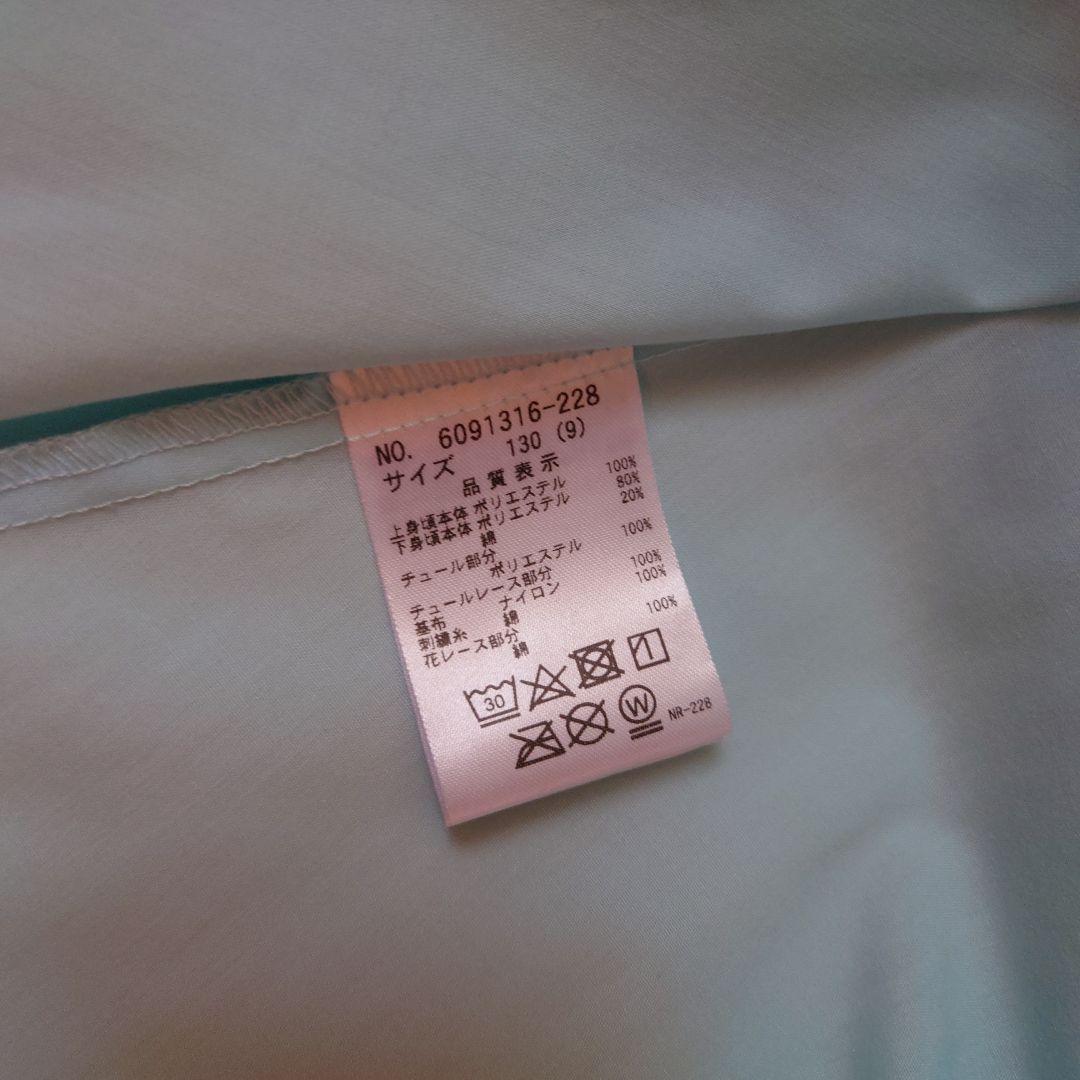 NO. 6091316-228
サイズ 130 (9)
品質表示
上身頃本体 ポリエステル 100%
下身頃本体 ポリエステル 80%
綿 20%
チュール部分
ポリエステル 100%
チュールレース部分
基布 ナイロン 100%
刺繍糸 綿 100%
花レース部分
綿 100%
30
W
NR-228